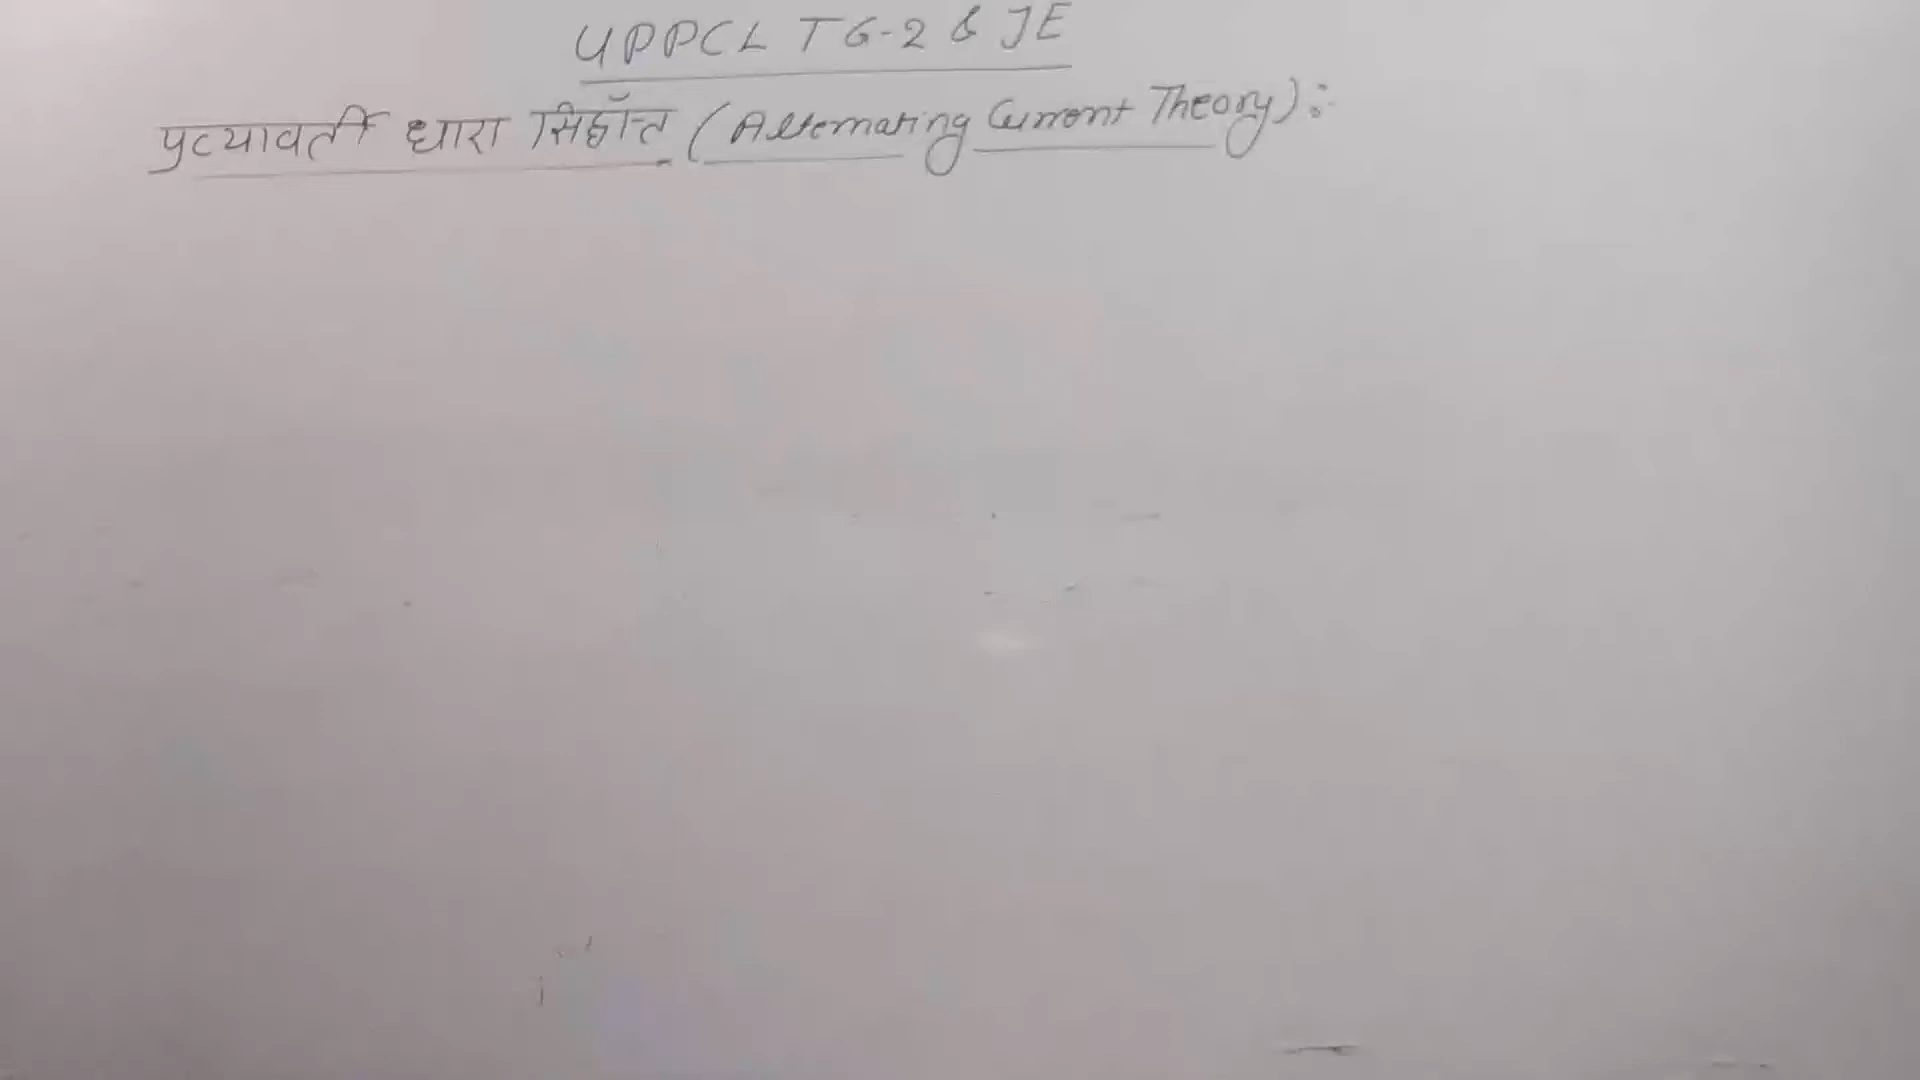 UPPCL TG-2 & JE
प्रत्यावर्ती धारा सिद्धाँत (Alternating Current Theory):